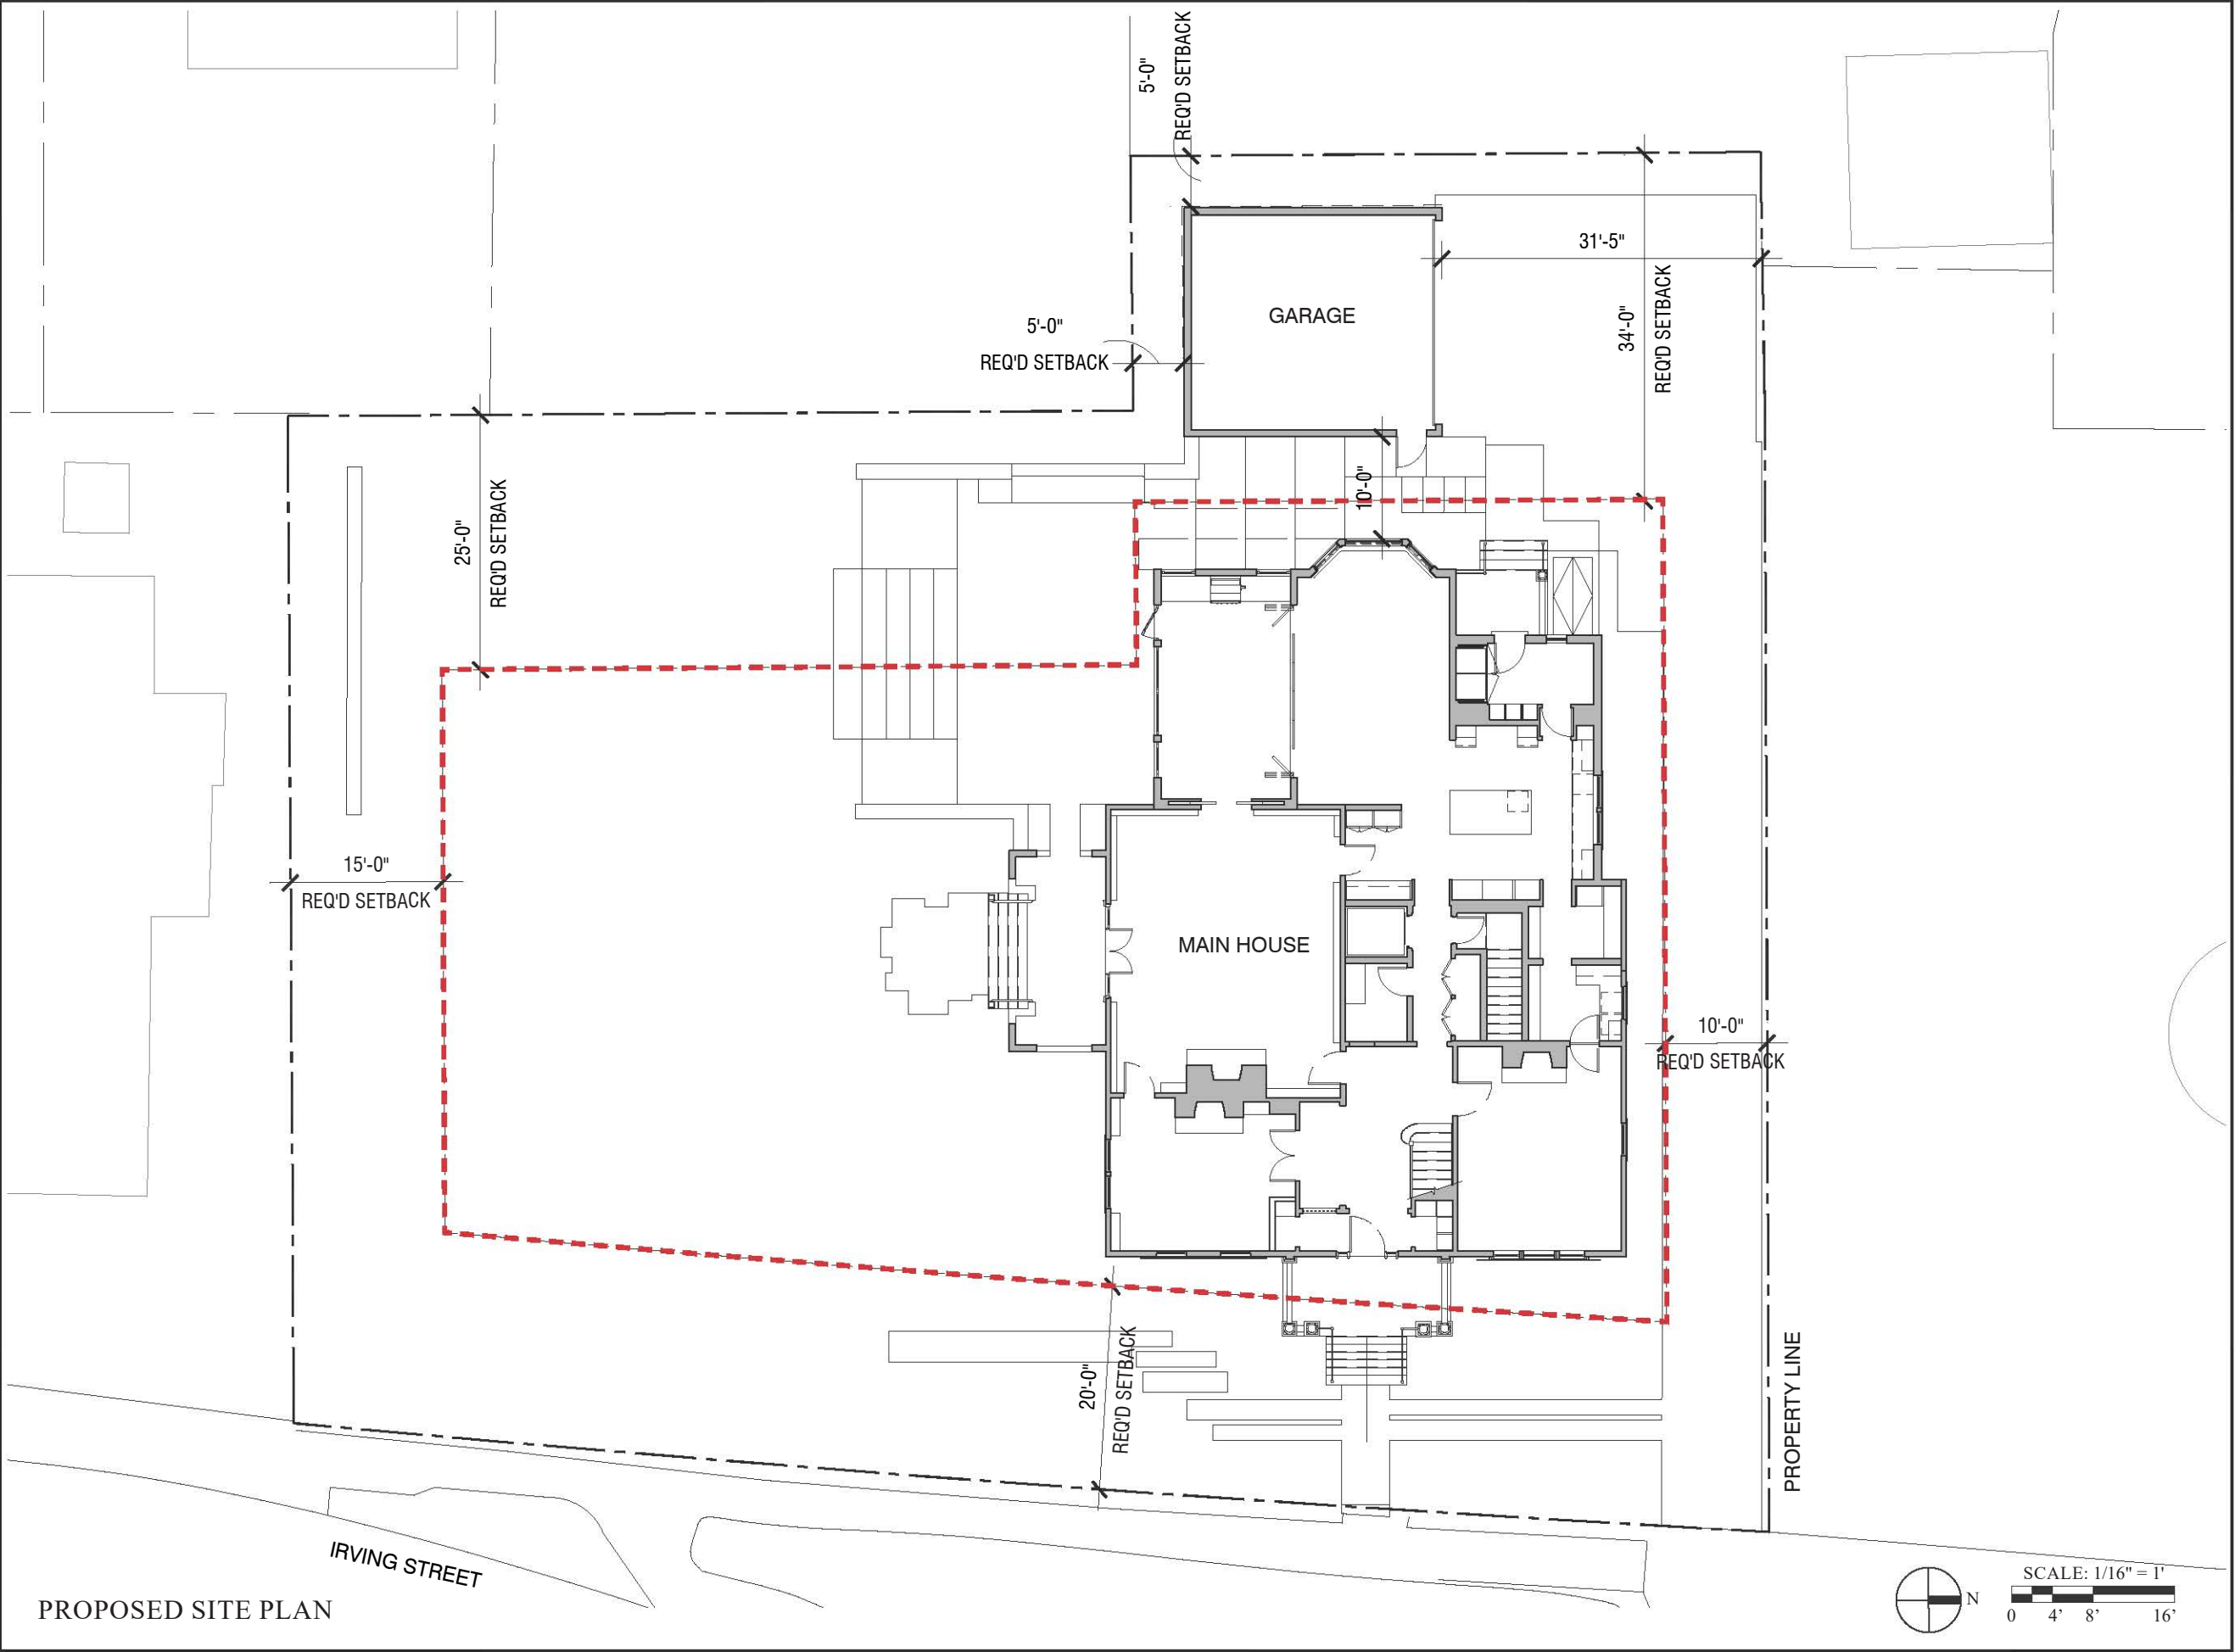 5'-0"
REQ'D SETBACK
31'-5"
GARAGE
5'-0"
REQ'D SETBACK
34'-0"
REQ'D SETBACK
25'-0"
REQ'D SETBACK
10'-0"
15'-0"
REQ'D SETBACK
MAIN HOUSE
10'-0"
REQ'D SETBACK
20'-0"
REQ'D SETBACK
PROPERTY LINE
IRVING STREET
PROPOSED SITE PLAN
N
SCALE: 1/16" = 1'
0 4’ 8’ 16’